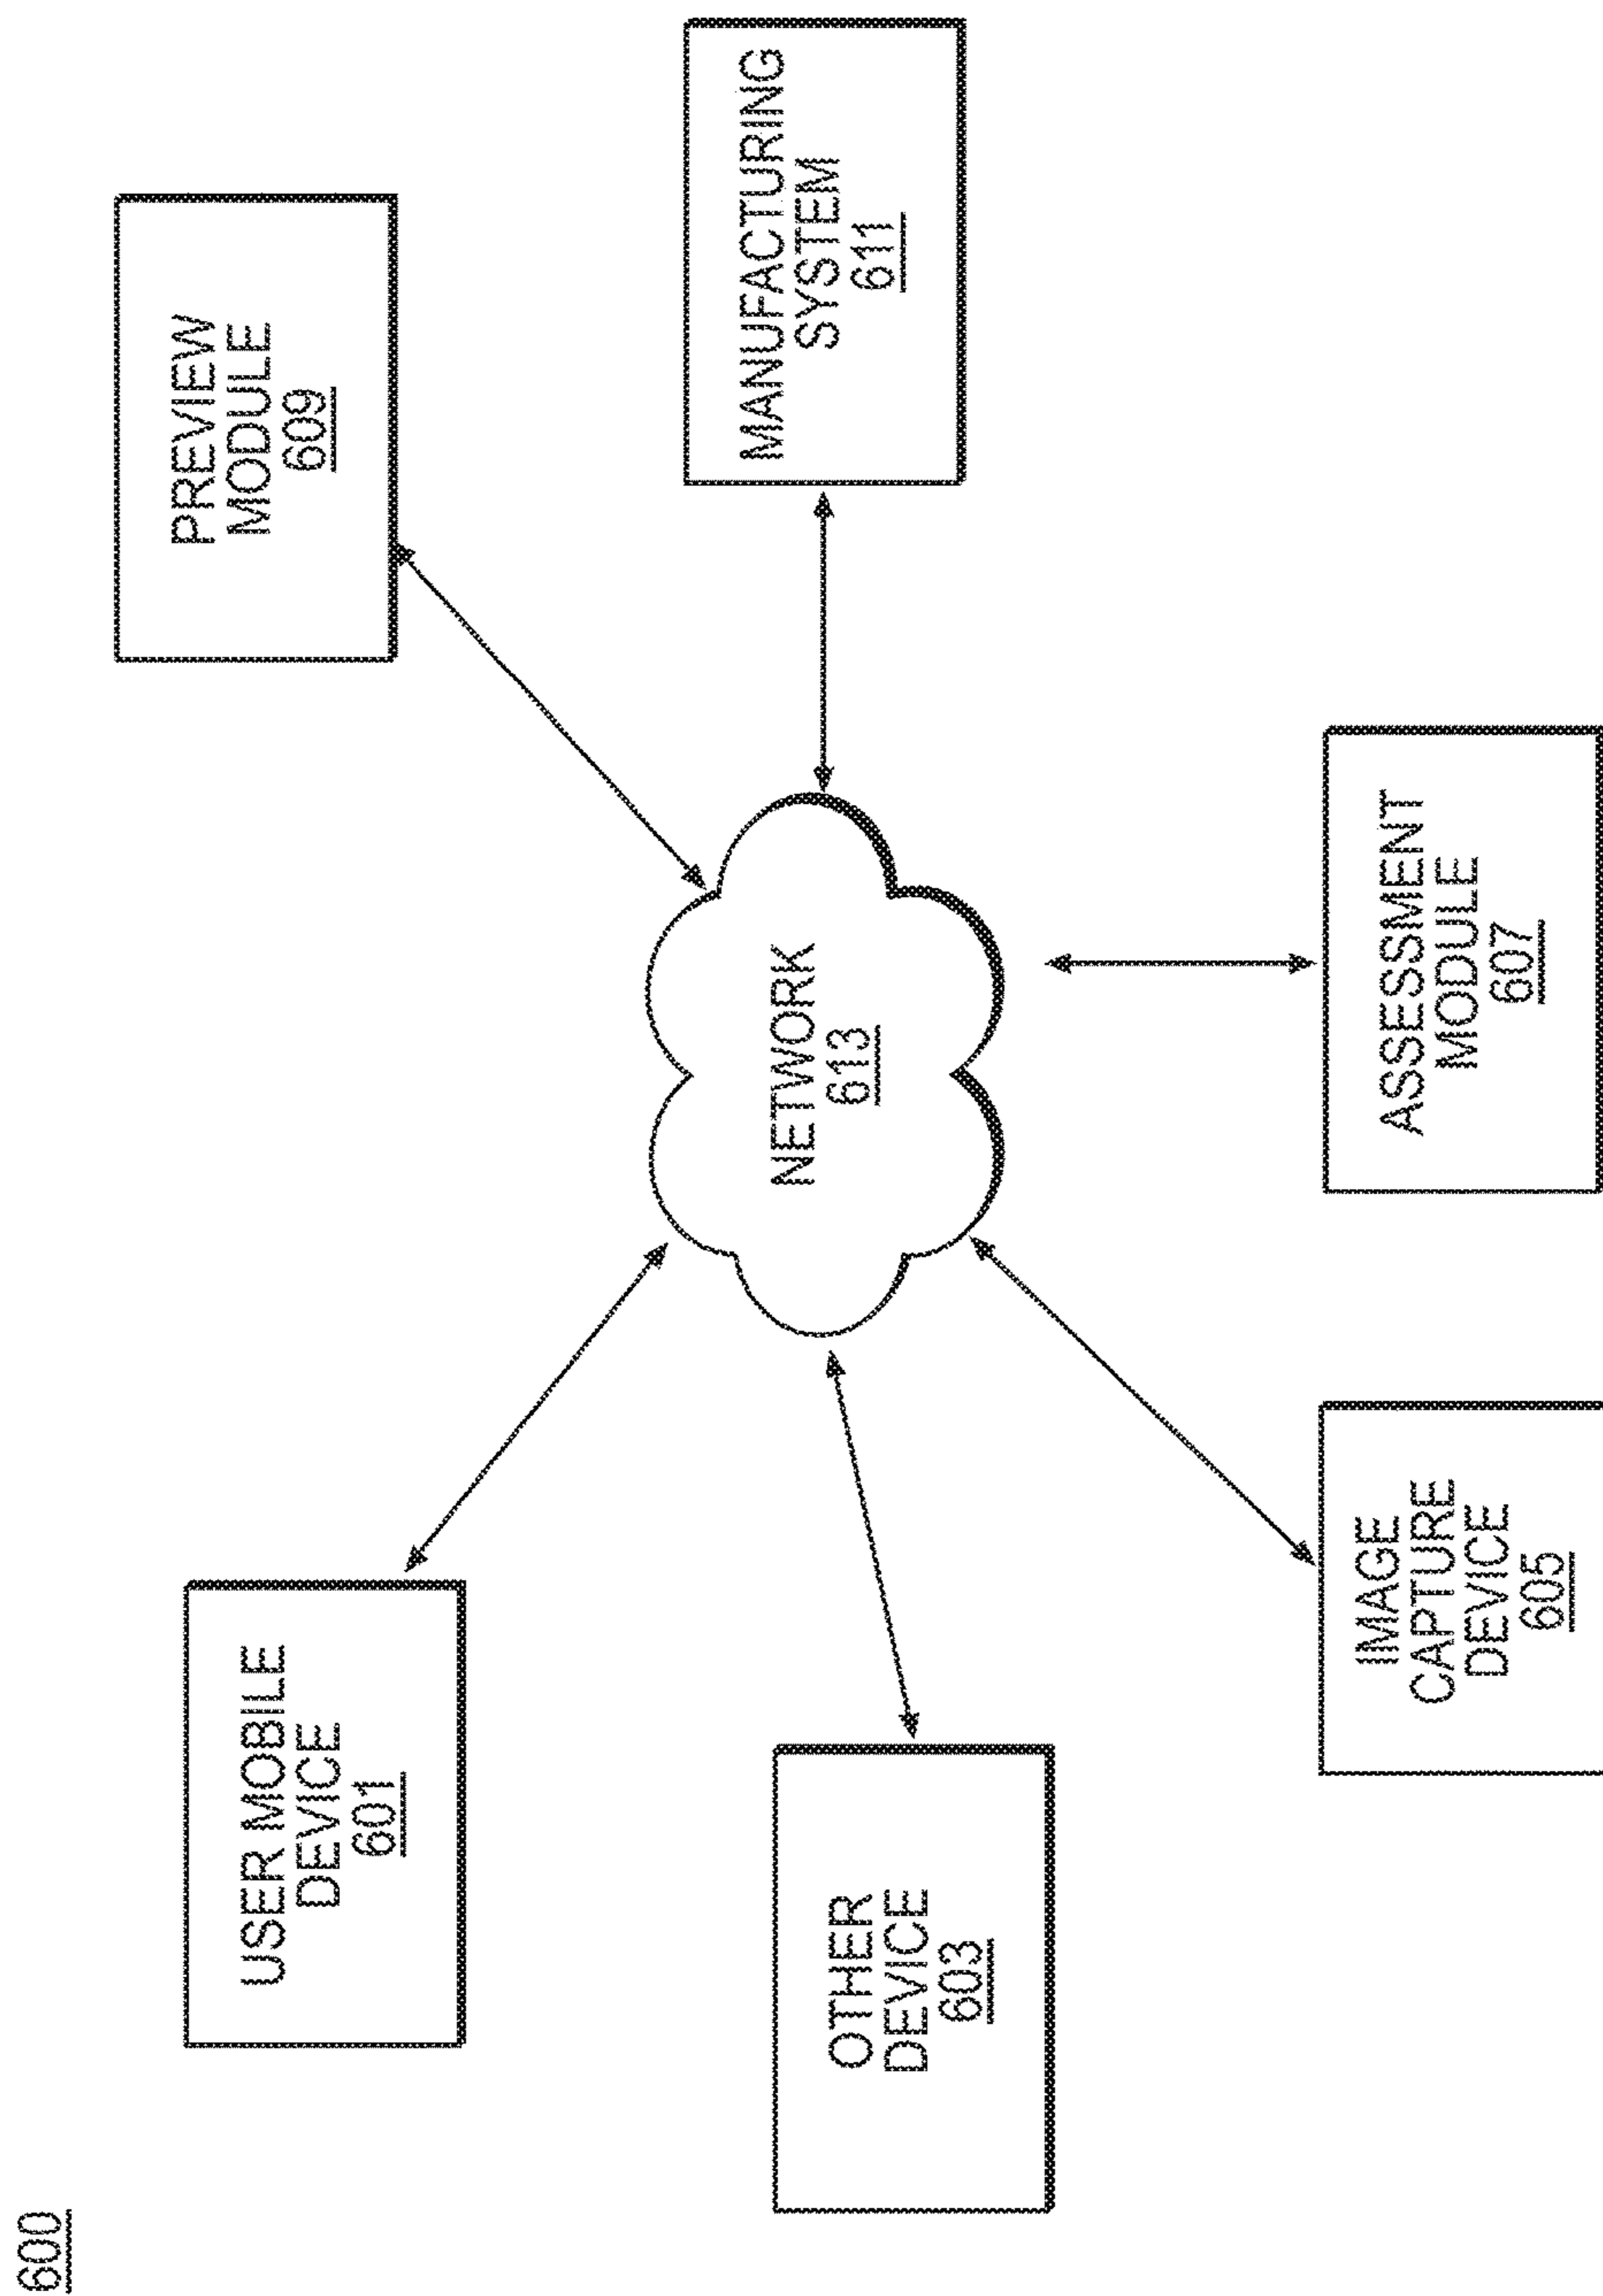 600
USER MOBILE
DEVICE
601
PREVIEW
MODULE
609
OTHER
DEVICE
603
NETWORK
613
MANUFACTURING
SYSTEM
611
IMAGE
CAPTURE
DEVICE
605
ASSESSMENT
MODULE
607